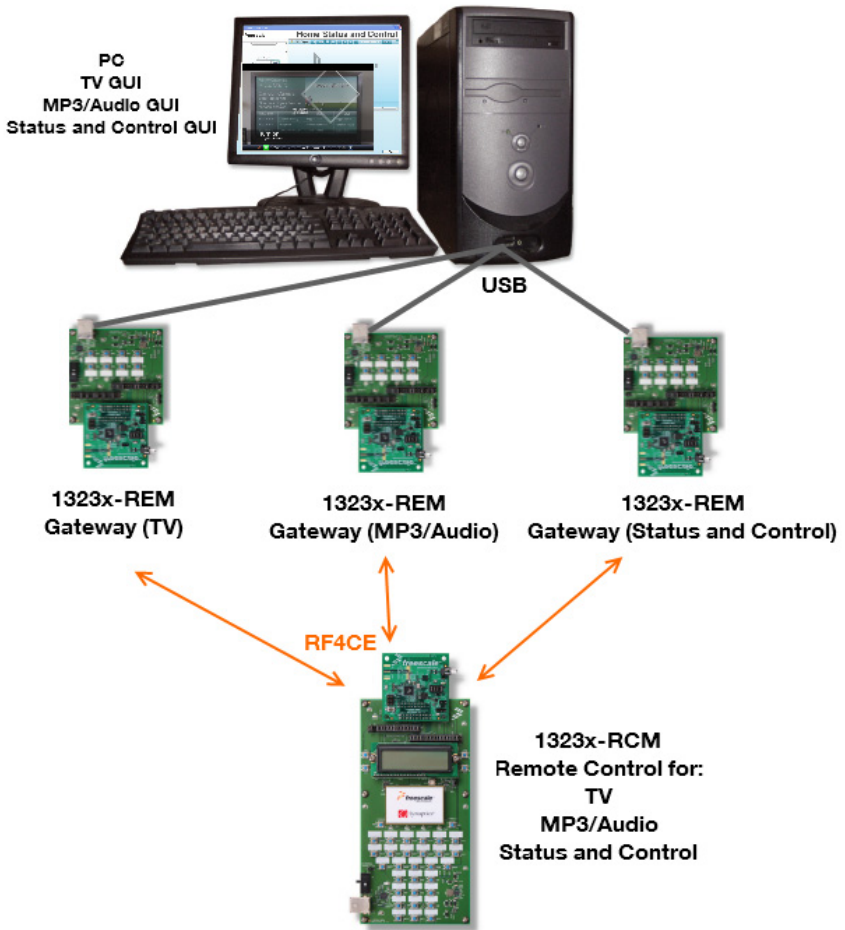 Home Status and Control
PC
TV GUI
MP3/Audio GUI
Status and Control GUI
USB
1323x-REM
Gateway (TV)
1323x-REM
Gateway (MP3/Audio)
1323x-REM
Gateway (Status and Control)
RF4CE
freescale
freescale
Synaptics
1323x-RCM
Remote Control for:
TV
MP3/Audio
Status and Control